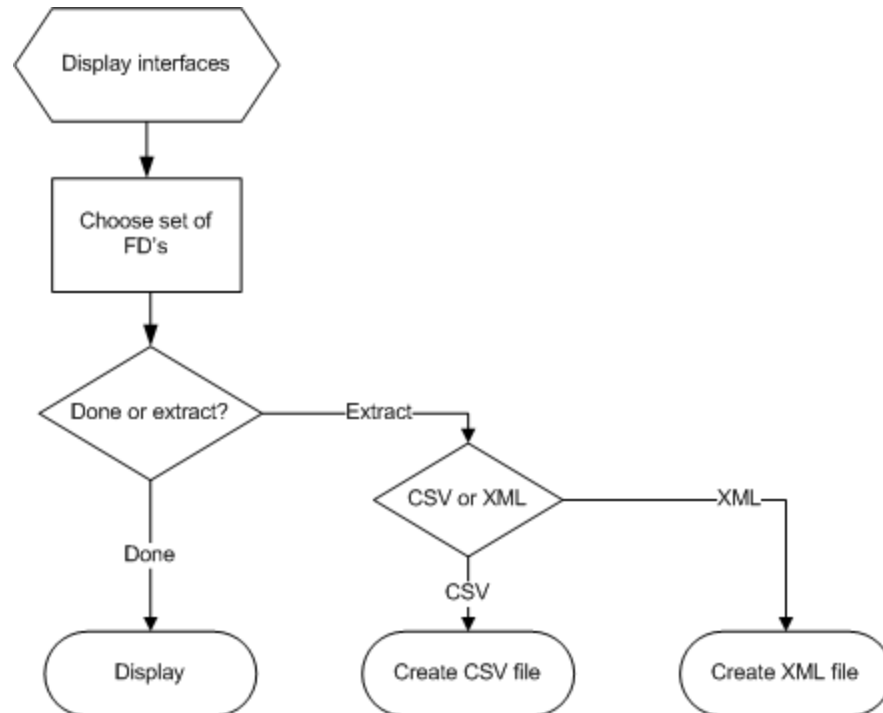 Display interfaces
Choose set of
FD's
Done or extract?
Extract
CSV or XML
XML
Done
CSV
Display
Create CSV file
Create XML file